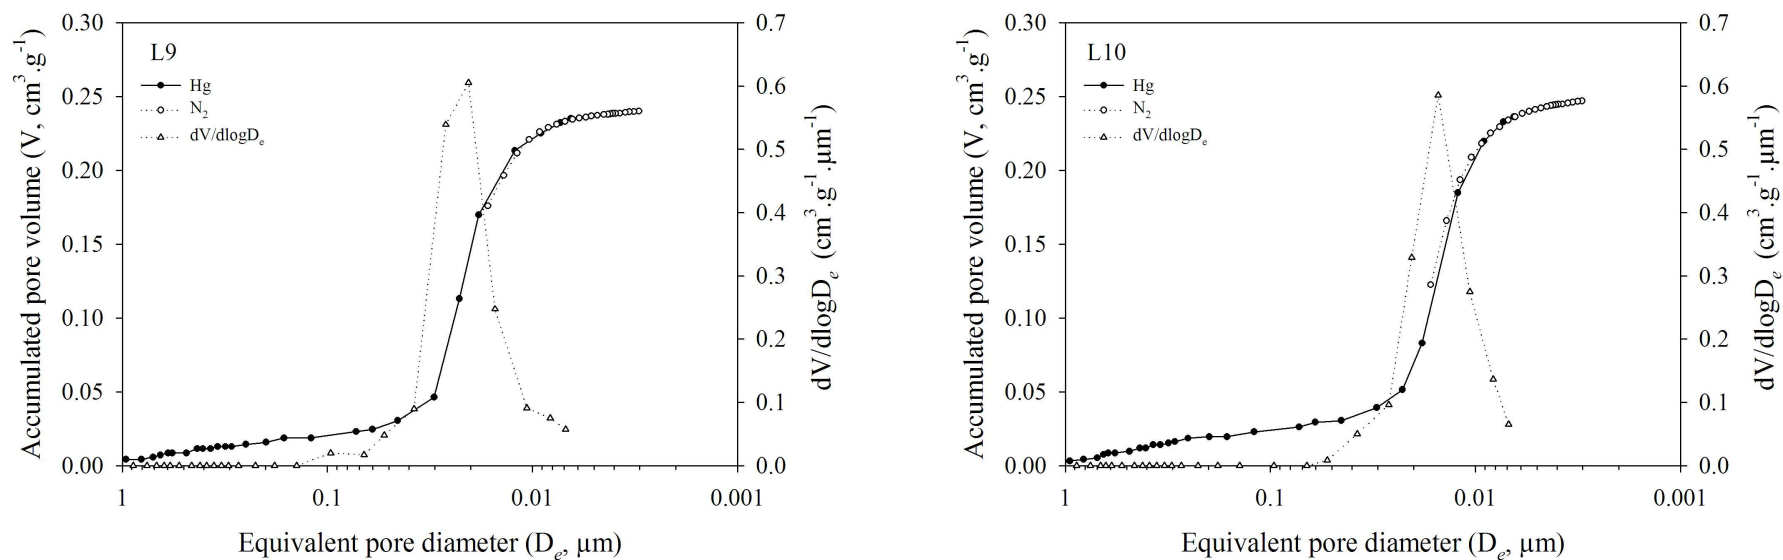 L9
Hg
N₂
dV/dlogDₑ
Accumulated pore volume (V, cm³.g⁻¹)
0.30
0.25
0.20
0.15
0.10
0.05
0.00
0.7
0.6
0.5
0.4
0.3
0.2
0.1
0.0
dV/dlogDₑ (cm³.g⁻¹.µm⁻¹)
1
0.1
0.01
0.001
Equivalent pore diameter (Dₑ, µm)
L10
Hg
N₂
dV/dlogDₑ
Accumulated pore volume (V, cm³.g⁻¹)
0.30
0.25
0.20
0.15
0.10
0.05
0.00
0.7
0.6
0.5
0.4
0.3
0.2
0.1
0.0
dV/dlogDₑ (cm³.g⁻¹.µm⁻¹)
1
0.1
0.01
0.001
Equivalent pore diameter (Dₑ, µm)